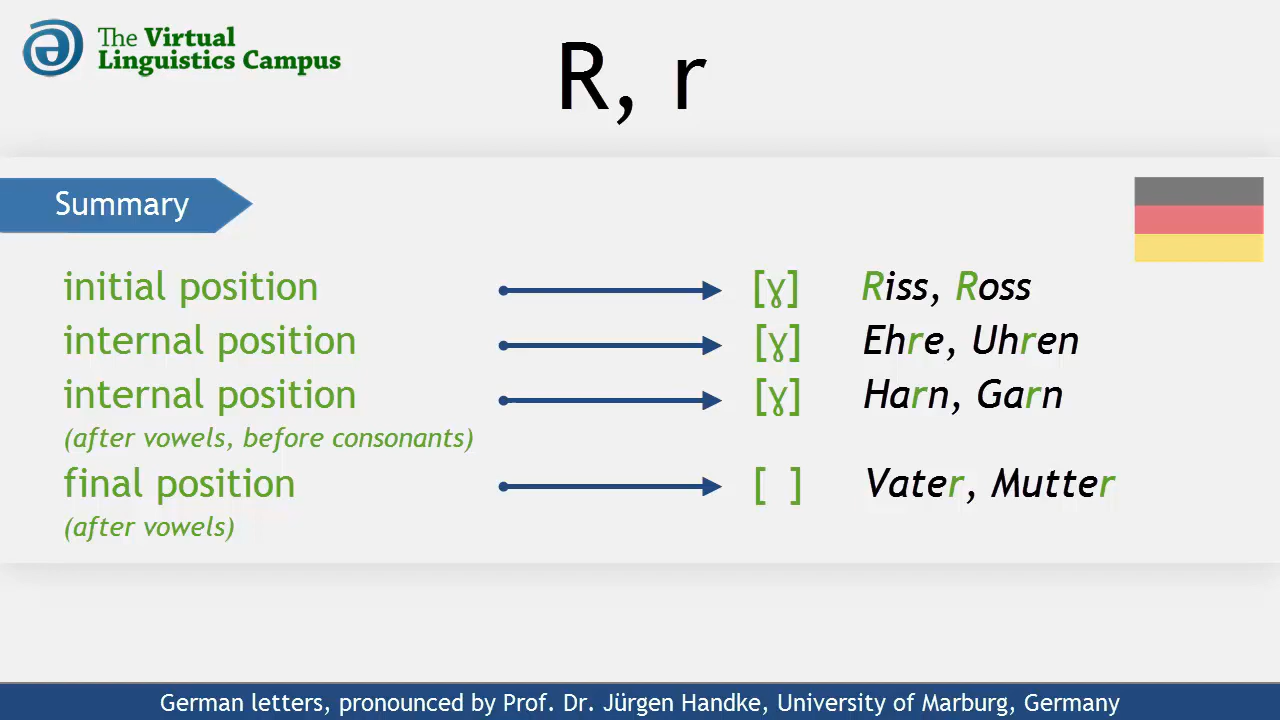 The Virtual
Linguistics Campus
R, r
Summary
initial position [ɣ] Riss, Ross
internal position [ɣ] Ehre, Uhren
internal position [ɣ] Harn, Garn
(after vowels, before consonants)
final position [ ] Vater, Mutter
(after vowels)
German letters, pronounced by Prof. Dr. Jürgen Handke, University of Marburg, Germany